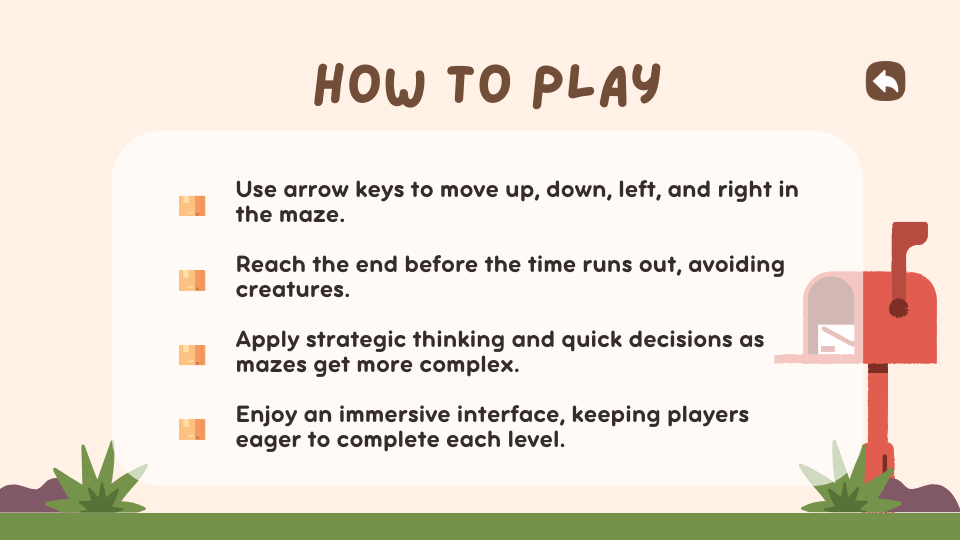 HOW TO PLAY
Use arrow keys to move up, down, left, and right in
the maze.
Reach the end before the time runs out, avoiding
creatures.
Apply strategic thinking and quick decisions as
mazes get more complex.
Enjoy an immersive interface, keeping players
eager to complete each level.